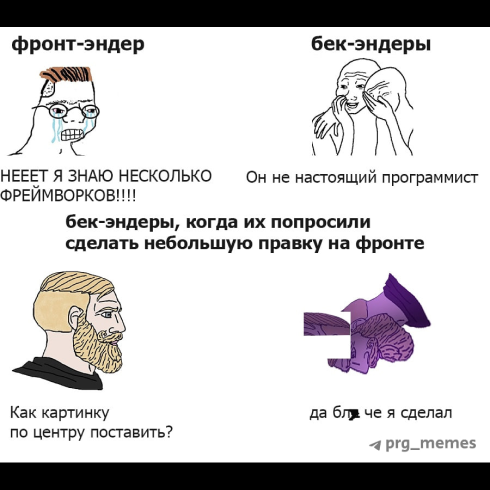 фронт-эндер
бек-эндеры
НЕЕЕТ Я ЗНАЮ НЕСКОЛЬКО
ФРЕЙМВОРКОВ!!!!
Он не настоящий программист
бек-эндеры, когда их попросили
сделать небольшую правку на фронте
Как картинку
по центру поставить?
да бл че я сделал
prg_memes